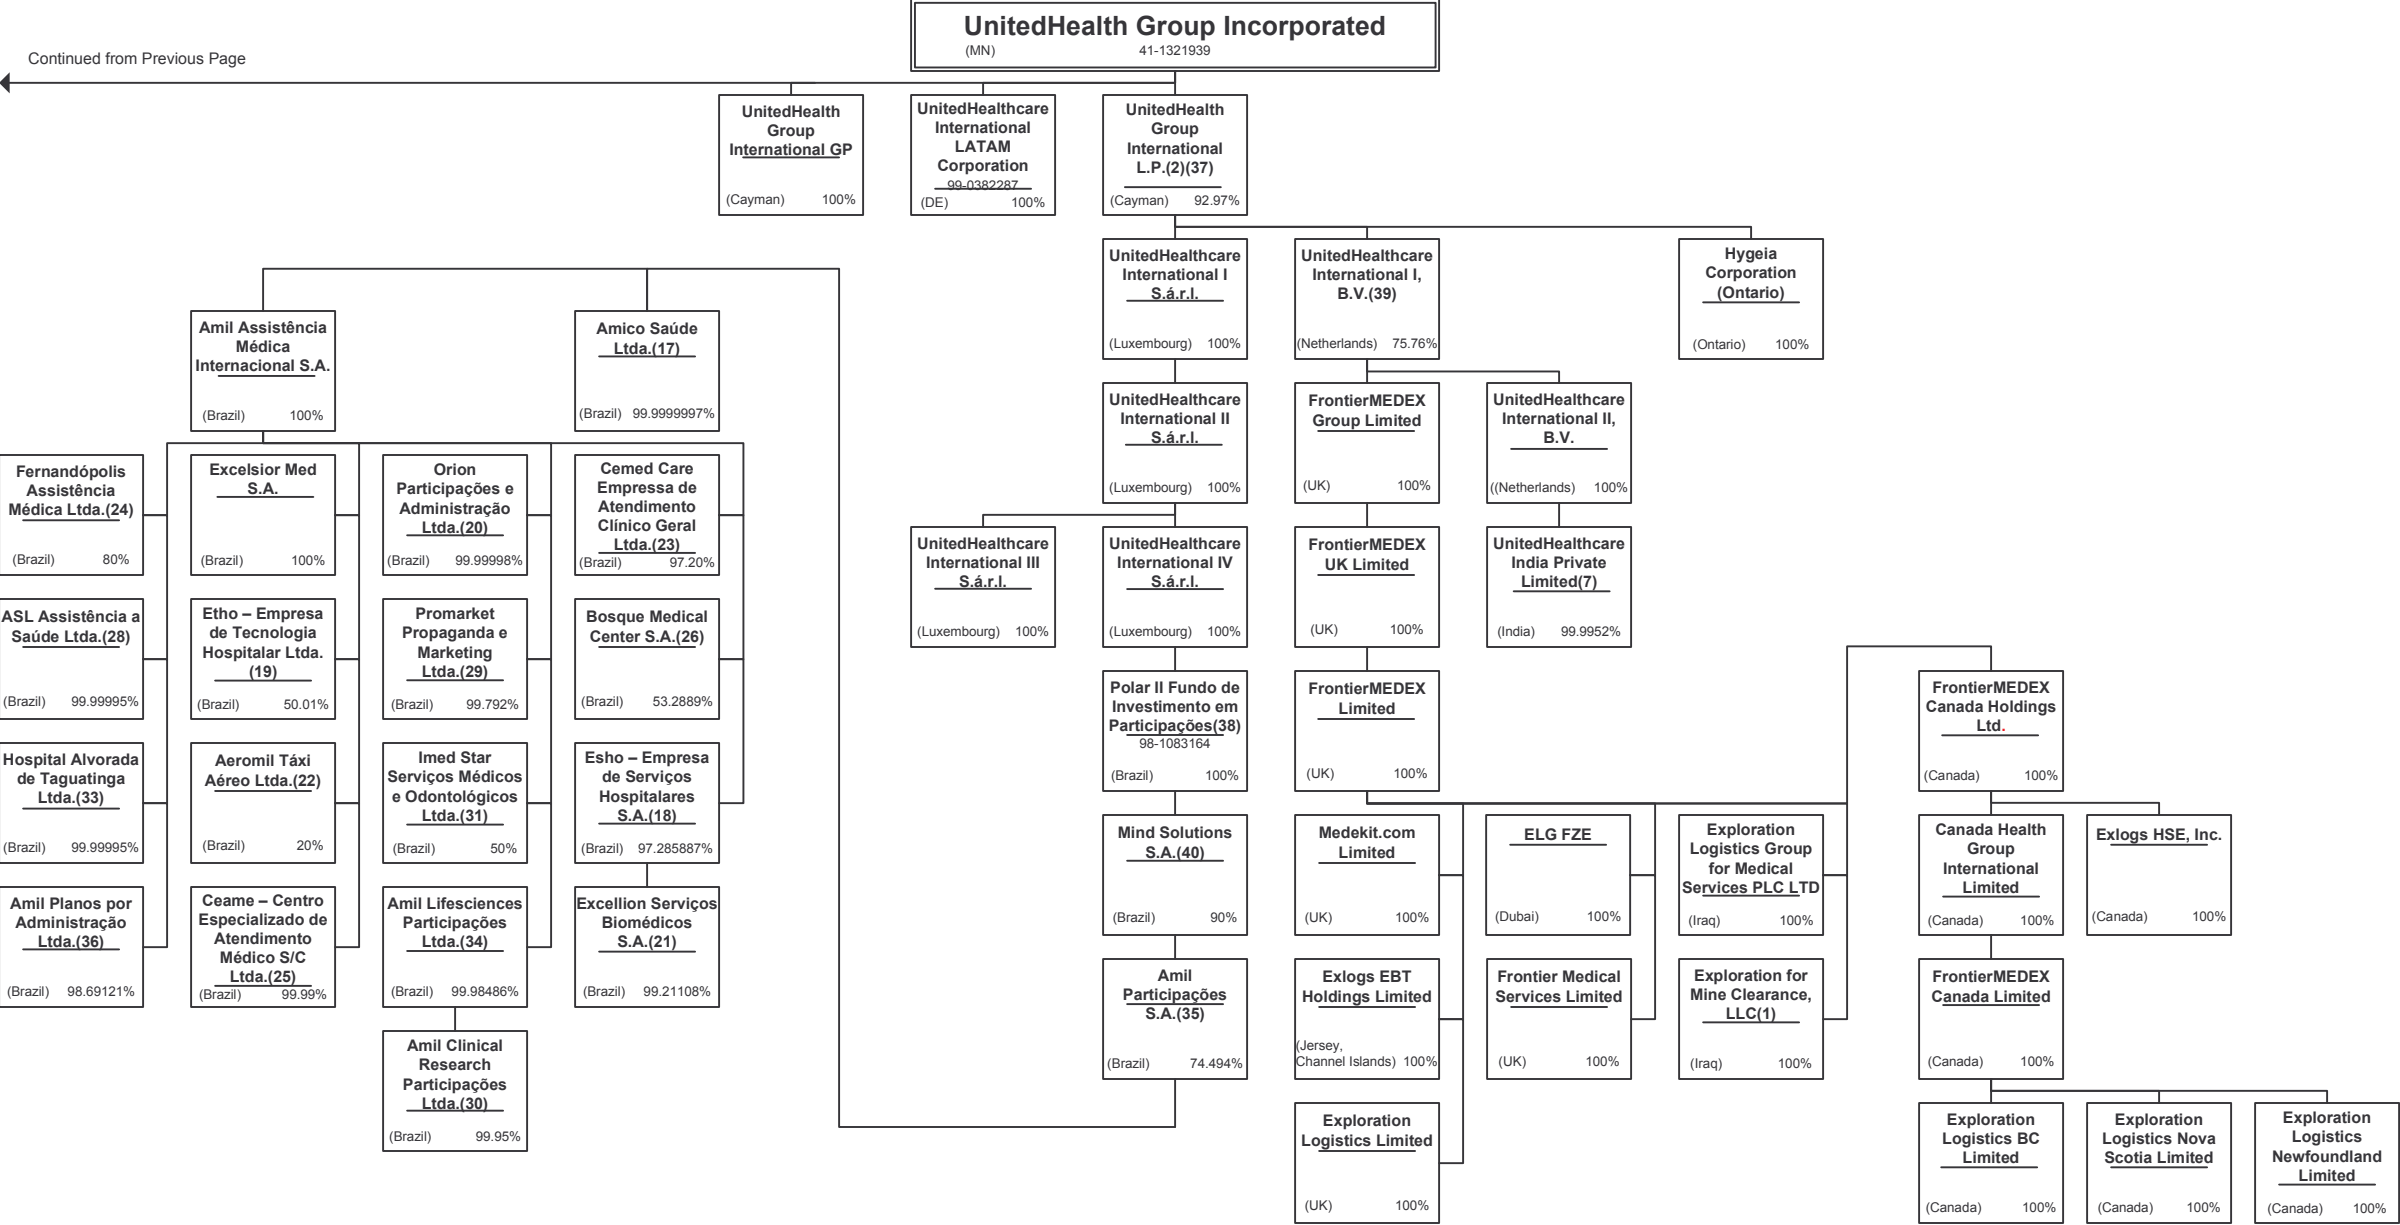 UnitedHealth Group Incorporated
(MN) 41-1321939
Continued from Previous Page
UnitedHealth
Group
International GP
(Cayman) 100%
UnitedHealthcare
International
LATAM
Corporation
99-0382287
(DE) 100%
UnitedHealth
Group
International
L.P.(2)(37)
(Cayman) 92.97%
UnitedHealthcare
International I
S.á.r.l.
(Luxembourg) 100%
UnitedHealthcare
International I,
B.V.(39)
(Netherlands) 75.76%
Hygeia
Corporation
(Ontario)
(Ontario) 100%
Amil Assistência
Médica
Internacional S.A.
(Brazil) 100%
Amico Saúde
Ltda.(17)
(Brazil) 99.9999997%
UnitedHealthcare
International II
S.á.r.l.
(Luxembourg) 100%
FrontierMEDEX
Group Limited
(UK) 100%
UnitedHealthcare
International II,
B.V.
((Netherlands) 100%
Fernandópolis
Assistência
Médica Ltda.(24)
(Brazil) 80%
Excelsior Med
S.A.
(Brazil) 100%
Orion
Participações e
Administração
Ltda.(20)
(Brazil) 99.99998%
Cemed Care
Empressa de
Atendimento
Clínico Geral
Ltda.(23)
(Brazil) 97.20%
UnitedHealthcare
International III
S.á.r.l.
(Luxembourg) 100%
UnitedHealthcare
International IV
S.á.r.l.
(Luxembourg) 100%
FrontierMEDEX
UK Limited
(UK) 100%
UnitedHealthcare
India Private
Limited(7)
(India) 99.9952%
ASL Assistência a
Saúde Ltda.(28)
(Brazil) 99.99995%
Etho – Empresa
de Tecnologia
Hospitalar Ltda.
(19)
(Brazil) 50.01%
Promarket
Propaganda e
Marketing
Ltda.(29)
(Brazil) 99.792%
Bosque Medical
Center S.A.(26)
(Brazil) 53.2889%
Polar II Fundo de
Investimento em
Participações(38)
98-1083164
(Brazil) 100%
FrontierMEDEX
Limited
(UK) 100%
FrontierMEDEX
Canada Holdings
Ltd.
(Canada) 100%
Hospital Alvorada
de Taguatinga
Ltda.(33)
(Brazil) 99.99995%
Aeromil Táxi
Aéreo Ltda.(22)
(Brazil) 20%
Imed Star
Serviços Médicos
e Odontológicos
Ltda.(31)
(Brazil) 50%
Esho – Empresa
de Serviços
Hospitalares
S.A.(18)
(Brazil) 97.285887%
Mind Solutions
S.A.(40)
(Brazil) 90%
Medekit.com
Limited
(UK) 100%
ELG FZE
(Dubai) 100%
Exploration
Logistics Group
for Medical
Services PLC LTD
(Iraq) 100%
Canada Health
Group
International
Limited
(Canada) 100%
Exlogs HSE, Inc.
(Canada) 100%
Amil Planos por
Administração
Ltda.(36)
(Brazil) 98.69121%
Ceame – Centro
Especializado de
Atendimento
Médico S/C
Ltda.(25)
(Brazil) 99.99%
Amil Lifesciences
Participações
Ltda.(34)
(Brazil) 99.98486%
Excellion Serviços
Biomédicos
S.A.(21)
(Brazil) 99.21108%
Amil
Participações
S.A.(35)
(Brazil) 74.494%
Exlogs EBT
Holdings Limited
(Jersey,
Channel Islands) 100%
Frontier Medical
Services Limited
(UK) 100%
Exploration for
Mine Clearance,
LLC(1)
(Iraq) 100%
FrontierMEDEX
Canada Limited
(Canada) 100%
Amil Clinical
Research
Participações
Ltda.(30)
(Brazil) 99.95%
Exploration
Logistics Limited
(UK) 100%
Exploration
Logistics BC
Limited
(Canada) 100%
Exploration
Logistics Nova
Scotia Limited
(Canada) 100%
Exploration
Logistics
Newfoundland
Limited
(Canada) 100%